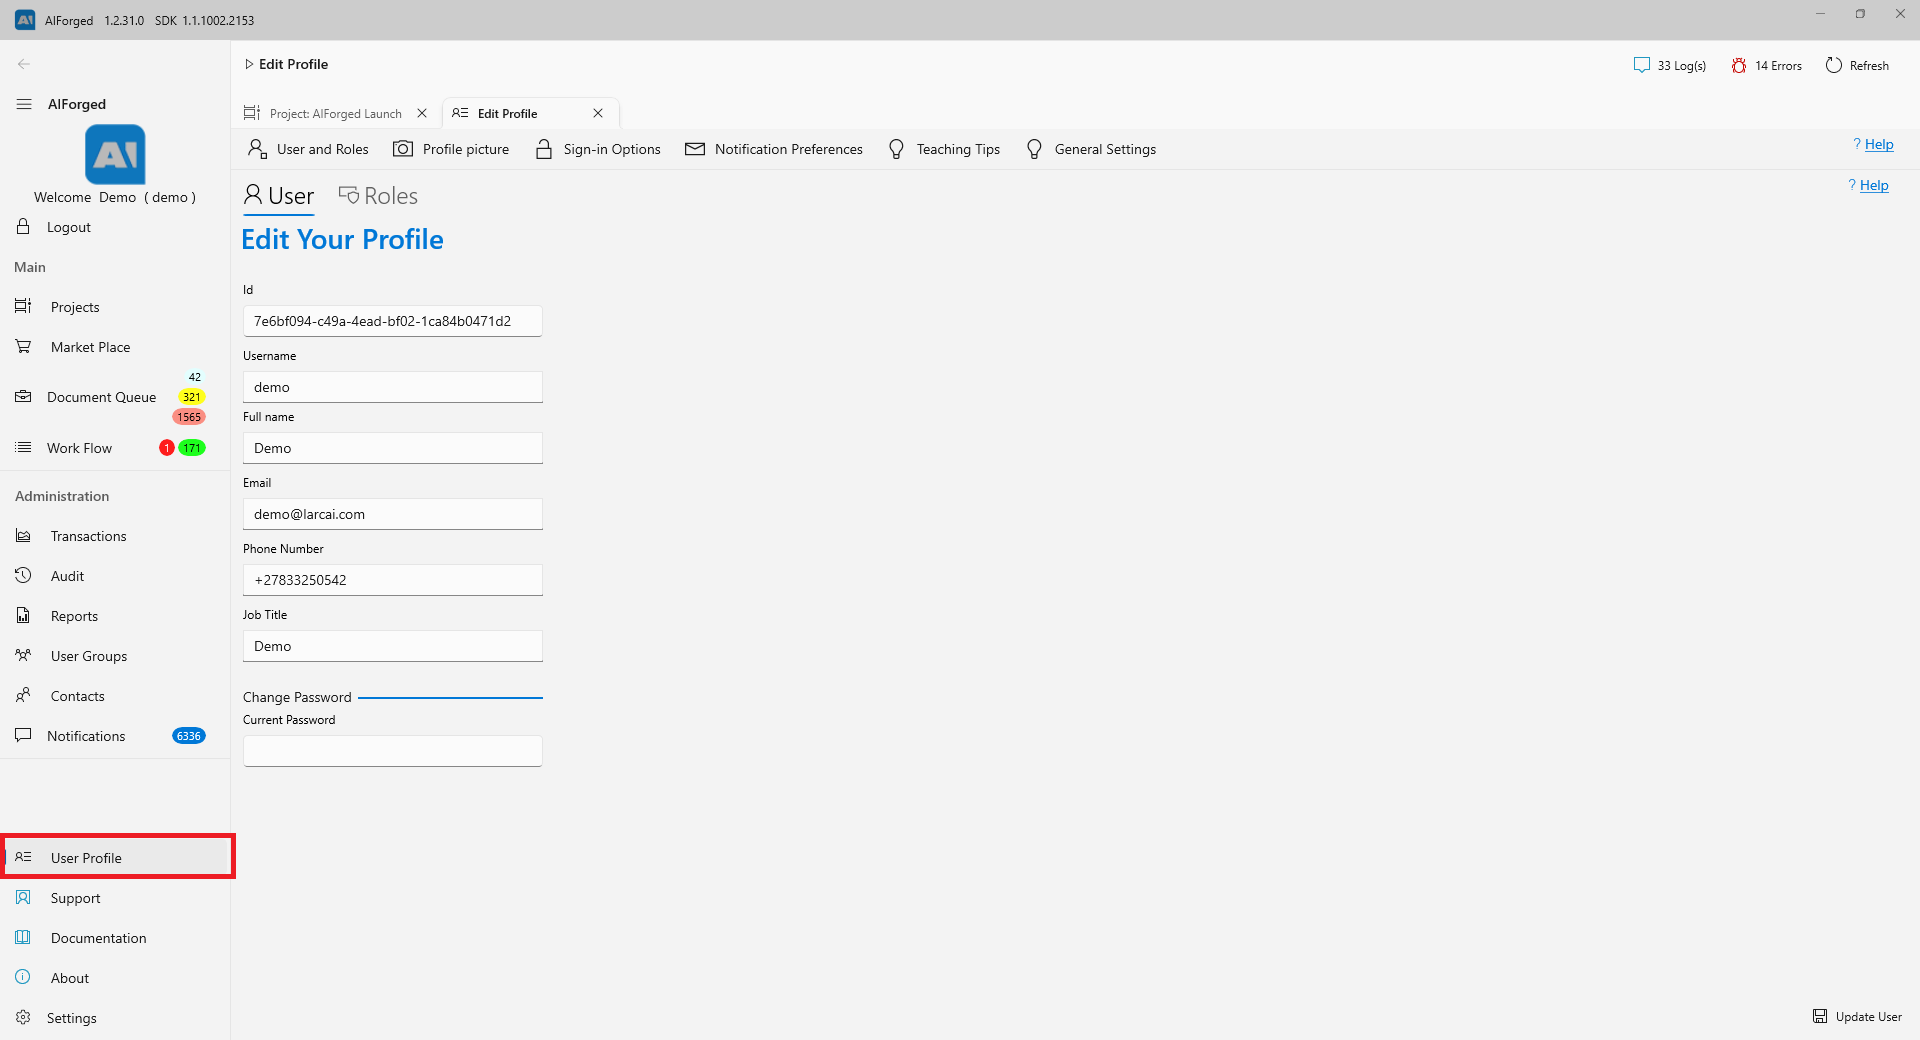 AIForged 1.2.31.0 SDK 1.1.1002.2153
AIForged
AI
Welcome Demo ( demo )
Logout
Main
Projects
Market Place
42
Document Queue 321
1565
Work Flow 1 171
Administration
Transactions
Audit
Reports
User Groups
Contacts
Notifications 6336
User Profile
Support
Documentation
About
Settings
Edit Profile
33 Log(s) 14 Errors Refresh
Project: AIForged Launch Edit Profile
User and Roles Profile picture Sign-in Options Notification Preferences Teaching Tips General Settings ? Help
User Roles ? Help
Edit Your Profile
Id
7e6bf094-c49a-4ead-bf02-1ca84b0471d2
Username
demo
Full name
Demo
Email
demo@larcai.com
Phone Number
+27833250542
Job Title
Demo
Change Password
Current Password
Update User